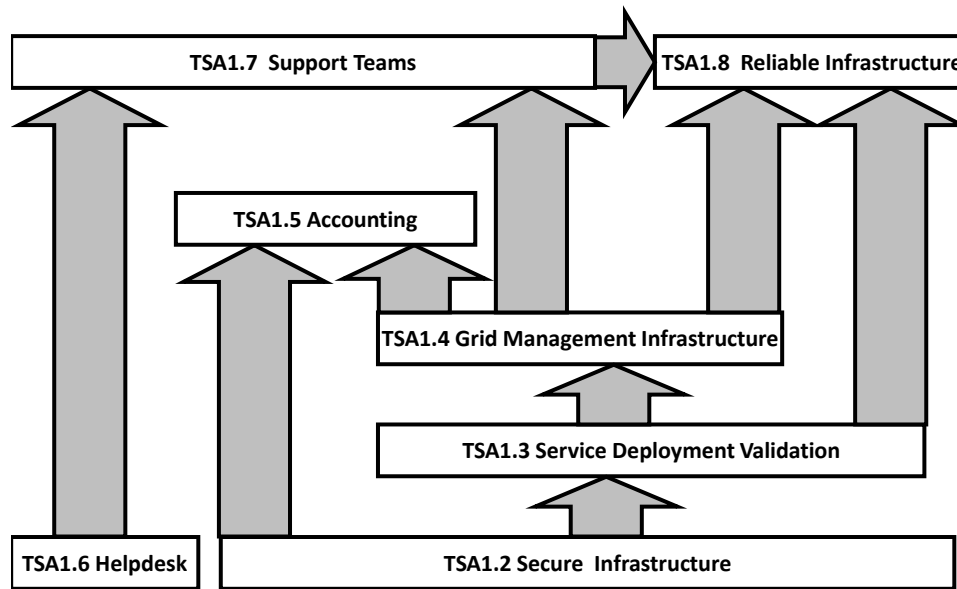 TSA1.7 Support Teams
TSA1.8 Reliable Infrastructure
TSA1.5 Accounting
TSA1.4 Grid Management Infrastructure
TSA1.3 Service Deployment Validation
TSA1.6 Helpdesk
TSA1.2 Secure Infrastructure